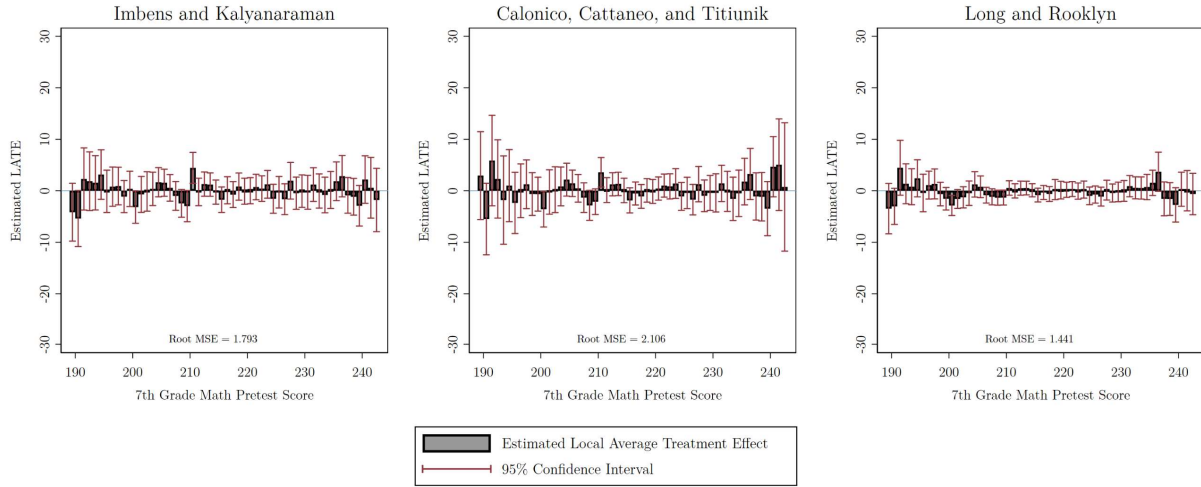 Imbens and Kalyanaraman
Estimated LATE
30
20
10
0
-10
-20
-30
Root MSE = 1.793
190 200 210 220 230 240
7th Grade Math Pretest Score
Calonico, Cattaneo, and Titiunik
Estimated LATE
30
20
10
0
-10
-20
-30
Root MSE = 2.106
190 200 210 220 230 240
7th Grade Math Pretest Score
Long and Rooklyn
Estimated LATE
30
20
10
0
-10
-20
-30
Root MSE = 1.441
190 200 210 220 230 240
7th Grade Math Pretest Score
Estimated Local Average Treatment Effect
95% Confidence Interval